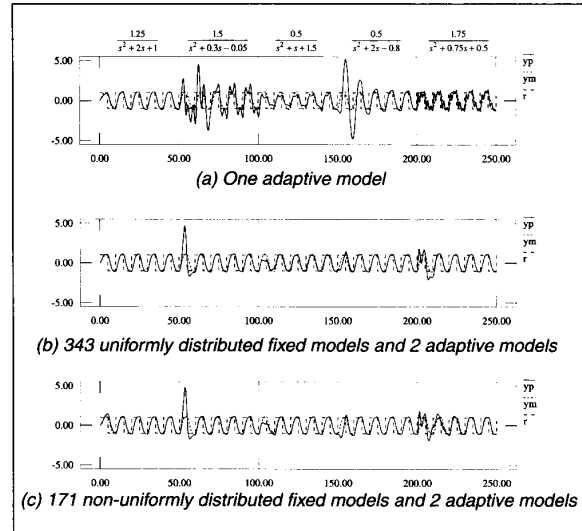 1.25 / s² + 2s + 1    1.5 / s² + 0.3s - 0.05    0.5 / s² + s + 1.5    0.5 / s² + 2s - 0.8    1.75 / s² + 0.75s + 0.5
5.00
0.00
-5.00
yp
ym
r
0.00 50.00 100.00 150.00 200.00 250.00
(a) One adaptive model
5.00
0.00
-5.00
yp
ym
r
0.00 50.00 100.00 150.00 200.00 250.00
(b) 343 uniformly distributed fixed models and 2 adaptive models
5.00
0.00
-5.00
yp
ym
r
0.00 50.00 100.00 150.00 200.00 250.00
(c) 171 non-uniformly distributed fixed models and 2 adaptive models